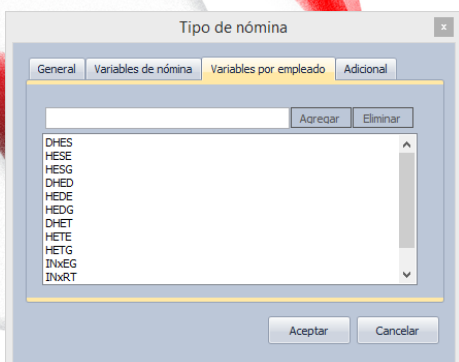 Tipo de nómina
x
General Variables de nómina Variables por empleado Adicional
Agregar Eliminar
DHES
HESE
HESG
DHED
HEDE
HEDG
DHET
HETE
HETG
INxEG
INxRT
Aceptar Cancelar